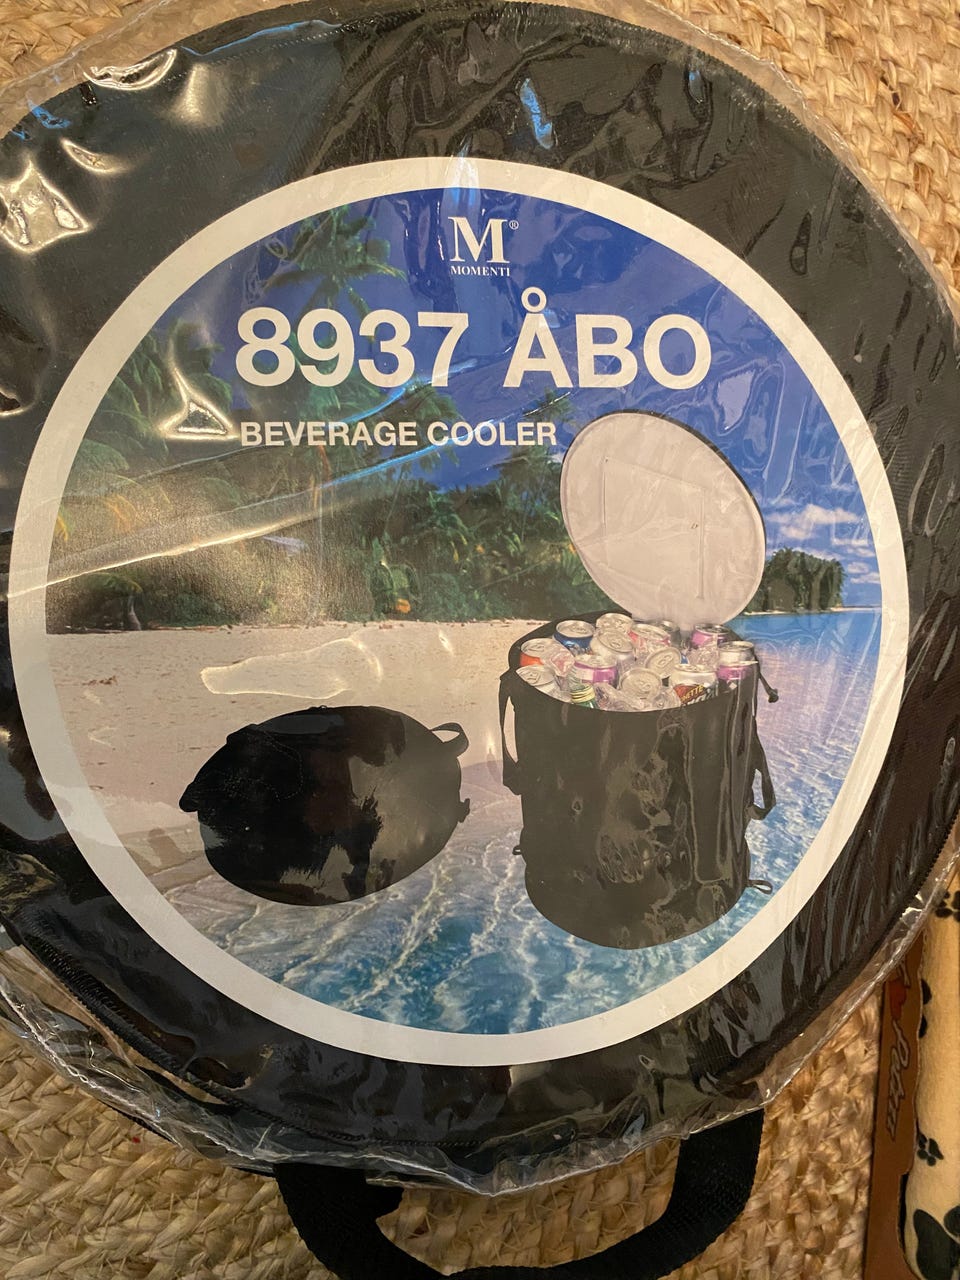 M®
MOMENTI
8937 ÅBO
BEVERAGE COOLER